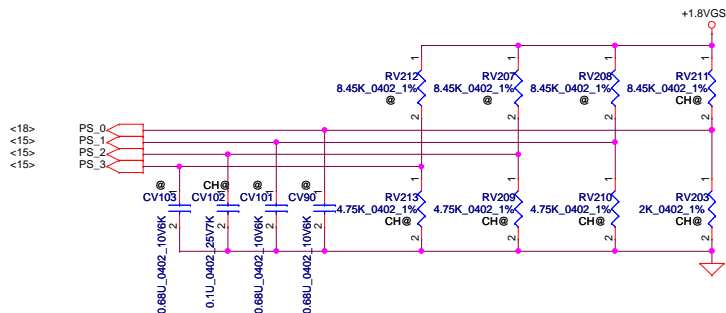 +1.8VGS
1
1
1
1
RV212
RV207
RV208
RV211
8.45K_0402_1%
8.45K_0402_1%
8.45K_0402_1%
8.45K_0402_1%
@
@
@
CH@
2
2
2
2
<18> PS_0
<15> PS_1
<15> PS_2
<15> PS_3
@
CH@
@
@
1
1
1
1
CV103
CV102
CV101
CV90
2
2
2
2
0.68U_0402_10V6K
0.1U_0402_25V7K
0.68U_0402_10V6K
0.68U_0402_10V6K
1
1
1
1
RV213
RV209
RV210
RV203
4.75K_0402_1%
4.75K_0402_1%
4.75K_0402_1%
2K_0402_1%
CH@
CH@
CH@
CH@
2
2
2
2